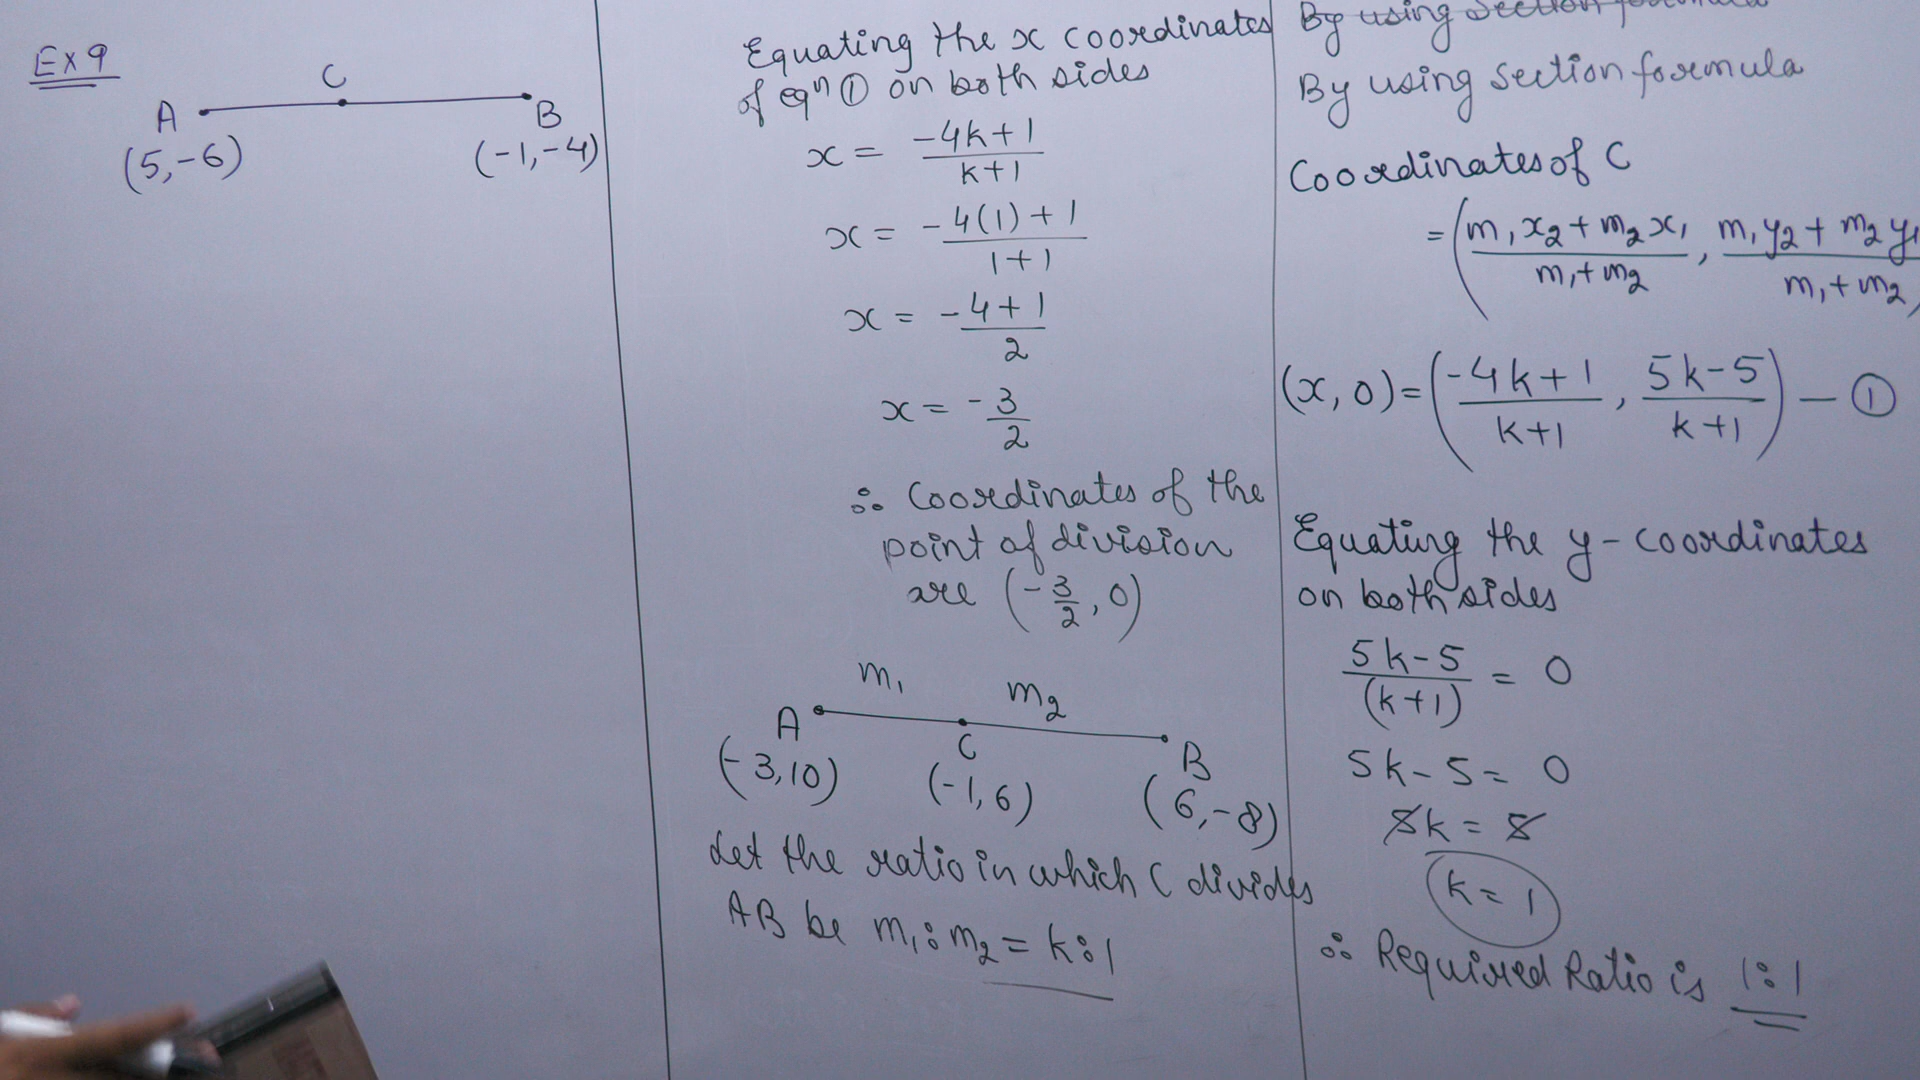 Ex 9
C
A
B
(5,-6)
(-1,-4)
Equating the x coordinates
of eqⁿ ① on both sides
x = (-4k+1)/(k+1)
x = (-4(1)+1)/(1+1)
x = (-4+1)/2
x = -3/2
∴ Coordinates of the
point of division
are (-3/2, 0)
m₁ m₂
A
C
B
(-3,10) (-1,6) (6,-8)
Let the ratio in which C divides
AB be m₁:m₂ = k:1
By using section formula
By using section formula
Coordinates of C
= ((m₁x₂+m₂x₁)/(m₁+m₂), (m₁y₂+m₂y₁)/(m₁+m₂))
(x,0) = ((-4k+1)/(k+1), (5k-5)/(k+1)) — ①
Equating the y-coordinates
on both sides
(5k-5)/(k+1) = 0
5k-5 = 0
5k = 5
k = 1
∴ Required Ratio is 1:1